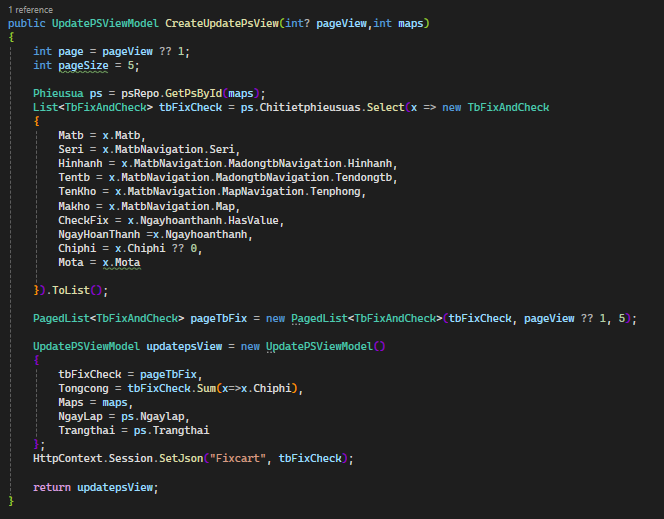 1 reference
public UpdatePSViewModel CreateUpdatePsView(int? pageView,int maps)
{
int page = pageView ?? 1;
int pageSize = 5;
Phieusua ps = psRepo.GetPsById(maps);
List<TbFixAndCheck> tbFixCheck = ps.Chitietphieusuas.Select(x => new TbFixAndCheck
{
Matb = x.Matb,
Seri = x.MatbNavigation.Seri,
Hinhanh = x.MatbNavigation.MadongtbNavigation.Hinhanh,
Tentb = x.MatbNavigation.MadongtbNavigation.Tendongtb,
TenKho = x.MatbNavigation.MapNavigation.Tenphong,
Makho = x.MatbNavigation.Map,
CheckFix = x.Ngayhoanthanh.HasValue,
NgayHoanThanh =x.Ngayhoanthanh,
Chiphi = x.Chiphi ?? 0,
Mota = x.Mota
}).ToList();
PagedList<TbFixAndCheck> pageTbFix = new PagedList<TbFixAndCheck>(tbFixCheck, pageView ?? 1, 5);
UpdatePSViewModel updatepsView = new UpdatePSViewModel()
{
tbFixCheck = pageTbFix,
Tongcong = tbFixCheck.Sum(x=>x.Chiphi),
Maps = maps,
NgayLap = ps.Ngaylap,
Trangthai = ps.Trangthai
};
HttpContext.Session.SetJson("Fixcart", tbFixCheck);
return updatepsView;
}